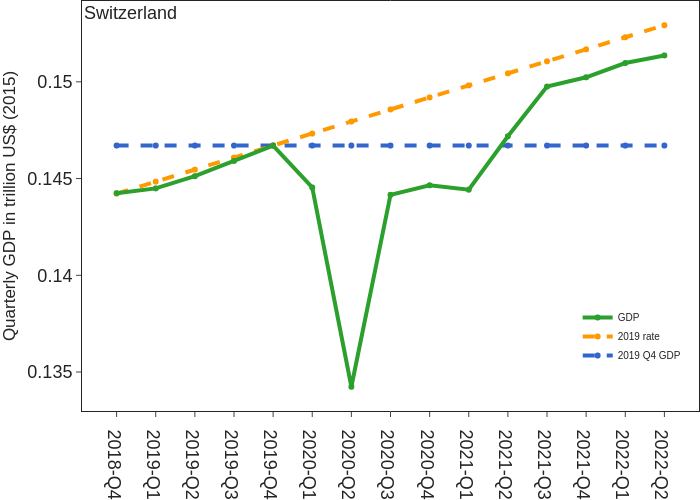 Switzerland
Quarterly GDP in trillion US$ (2015)
0.15
0.145
0.14
0.135
GDP
2019 rate
2019 Q4 GDP
2018-Q4
2019-Q1
2019-Q2
2019-Q3
2019-Q4
2020-Q1
2020-Q2
2020-Q3
2020-Q4
2021-Q1
2021-Q2
2021-Q3
2021-Q4
2022-Q1
2022-Q2